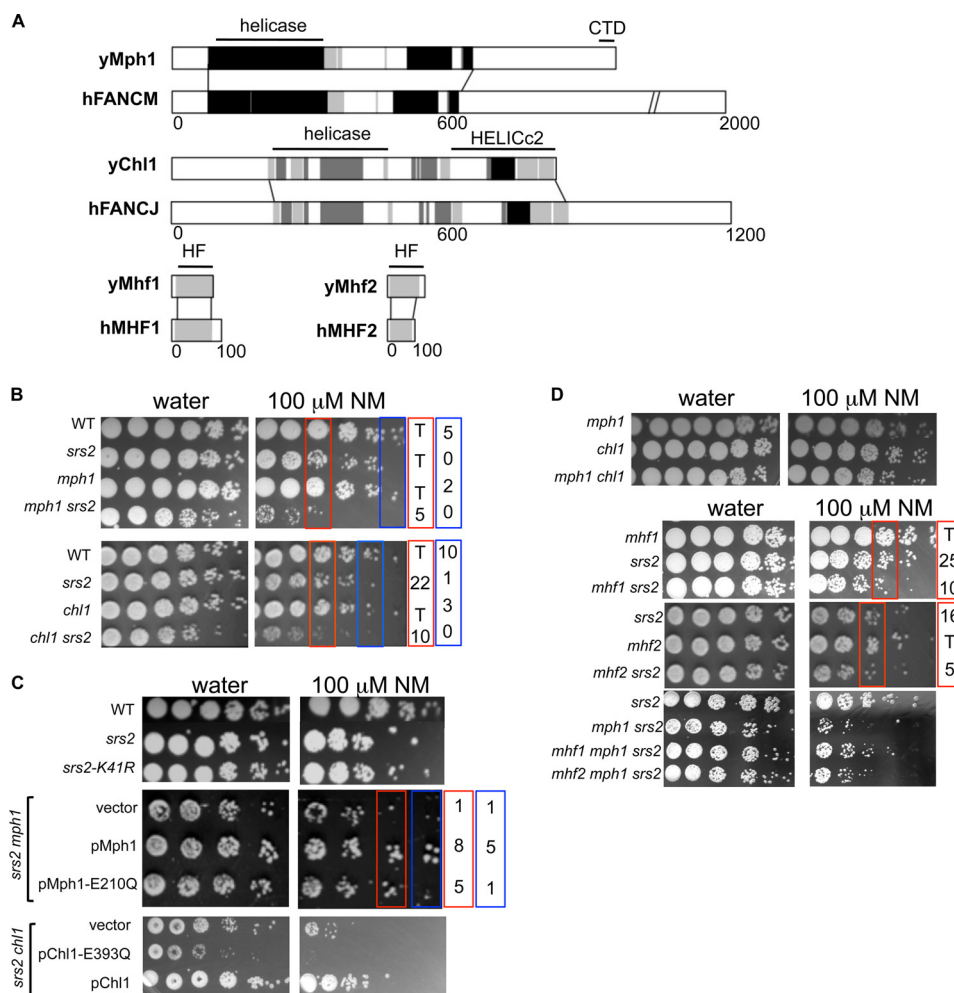 A
helicase
CTD
yMph1
hFANCM
0 600 2000
helicase HELICc2
yChl1
hFANCJ
0 600 1200
HF HF
yMhf1 yMhf2
hMHF1 hMHF2
0 100 0 100
B
water 100 µM NM
WT T 5
srs2 T 0
mph1 T 2
mph1 srs2 5 0
WT T 10
srs2 22 1
chl1 T 3
chl1 srs2 10 0
C
water 100 µM NM
WT
srs2
srs2-K41R
srs2 mph1
vector 1 1
pMph1 8 5
pMph1-E210Q 5 1
srs2 chl1
vector
pChl1-E393Q
pChl1
D
water 100 µM NM
mph1
chl1
mph1 chl1
water 100 µM NM
mhf1 T
srs2 25
mhf1 srs2 10
srs2 16
mhf2 T
mhf2 srs2 5
srs2
mph1 srs2
mhf1 mph1 srs2
mhf2 mph1 srs2